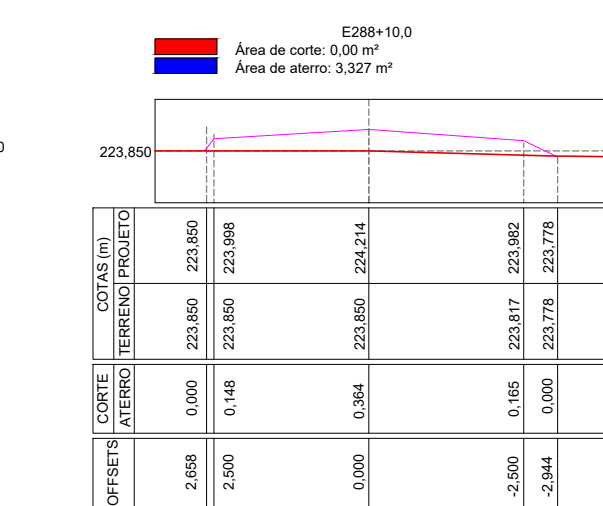 E288+10,0
Área de corte: 0,00 m²
Área de aterro: 3,327 m²
0
223,850
COTAS (m)
PROJETO
223,850 223,998 224,214 223,982 223,778
TERRENO
223,850 223,850 223,850 223,817 223,778
CORTE
ATERRO
0,000 0,148 0,364 0,165 0,000
OFFSETS
2,658 2,500 0,000 -2,500 -2,944